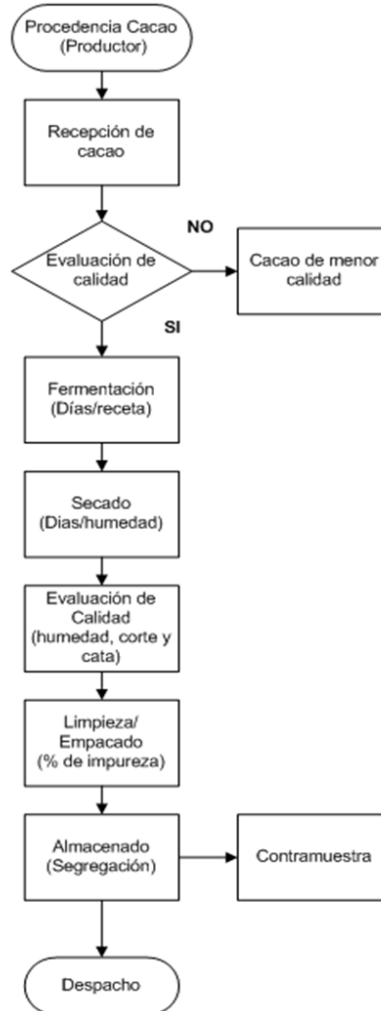 Procedencia Cacao
(Productor)
Recepción de
cacao
NO
Evaluación de
calidad
Cacao de menor
calidad
SI
Fermentación
(Días/receta)
Secado
(Dias/humedad)
Evaluación de
Calidad
(humedad, corte y
cata)
Limpieza/
Empacado
(% de impureza)
Almacenado
(Segregación)
Contramuestra
Despacho